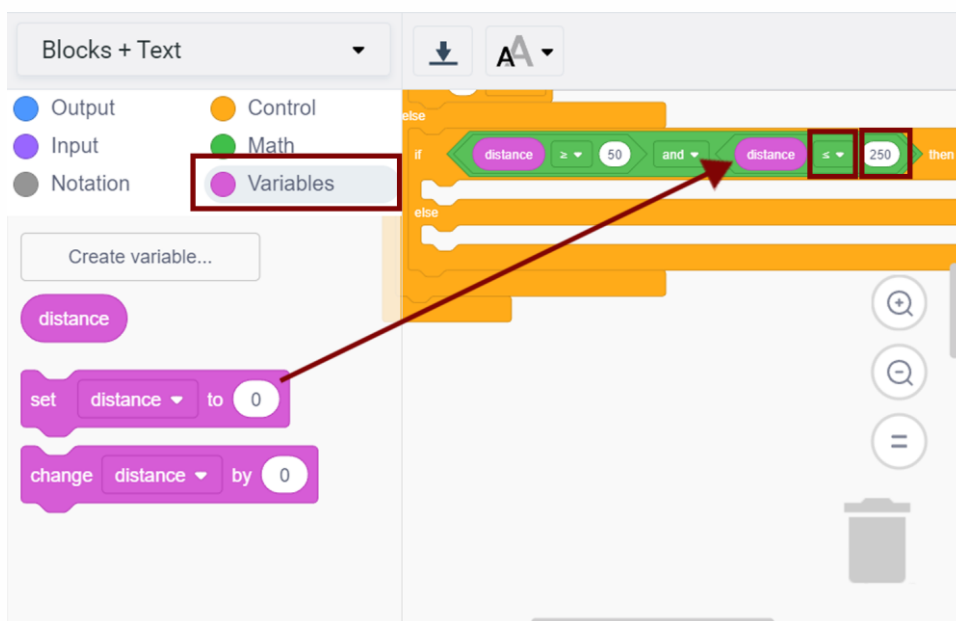 Blocks + Text
AA
Output
Control
Input
Math
Notation
Variables
Create variable...
distance
set distance to 0
change distance by 0
else
if distance ≥ 50 and distance ≤ 250 then
else